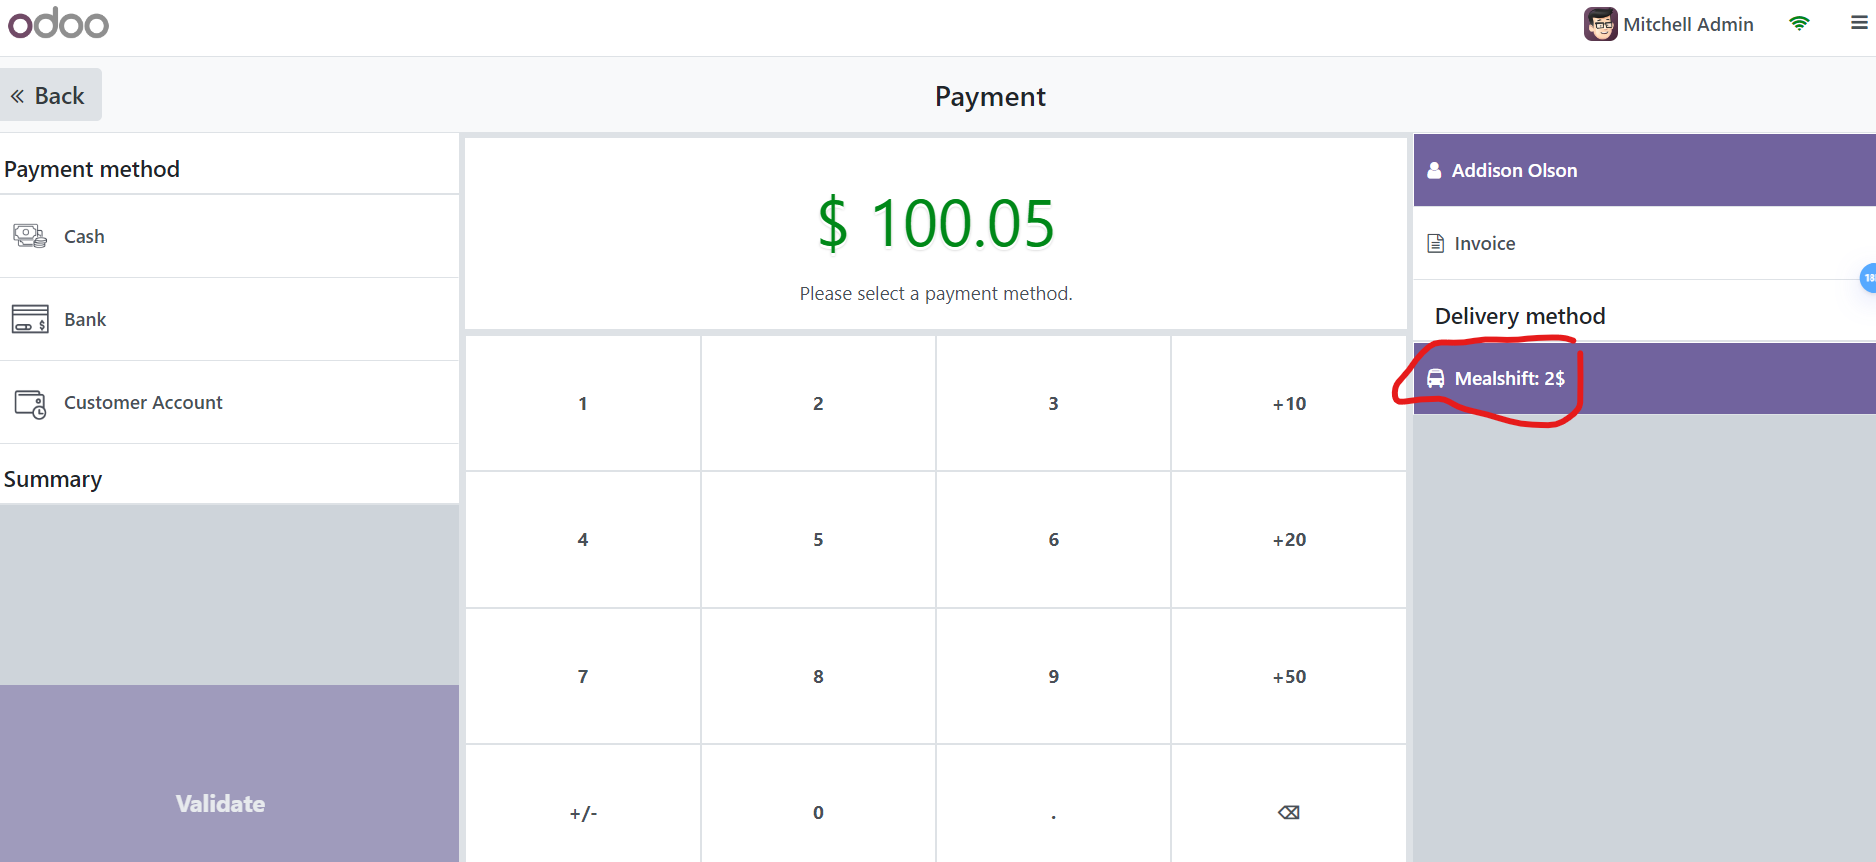 odoo
Mitchell Admin
« Back
Payment
Payment method
Cash
Bank
Customer Account
Summary
Validate
$ 100.05
Please select a payment method.
1 2 3 +10
4 5 6 +20
7 8 9 +50
+/- 0 . ⌫
Addison Olson
Invoice
Delivery method
Mealshift: 2$